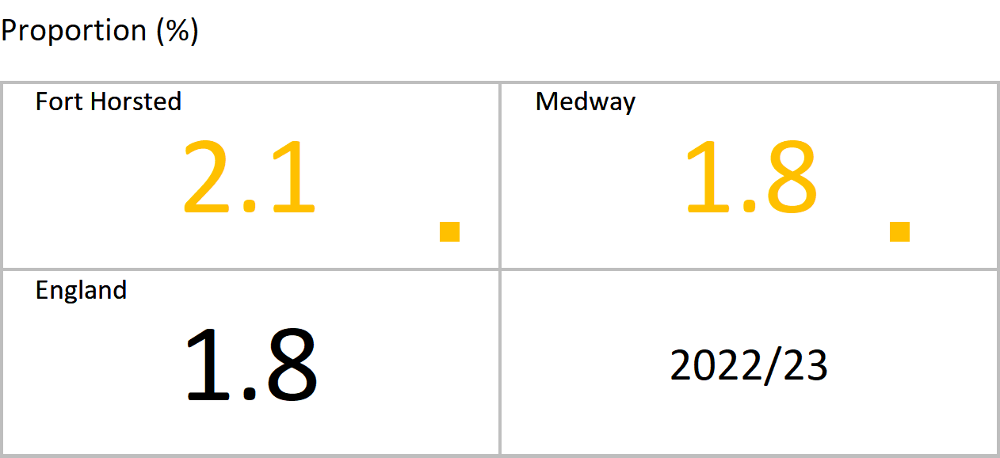 Proportion (%)
Fort Horsted
2.1
Medway
1.8
England
1.8
2022/23